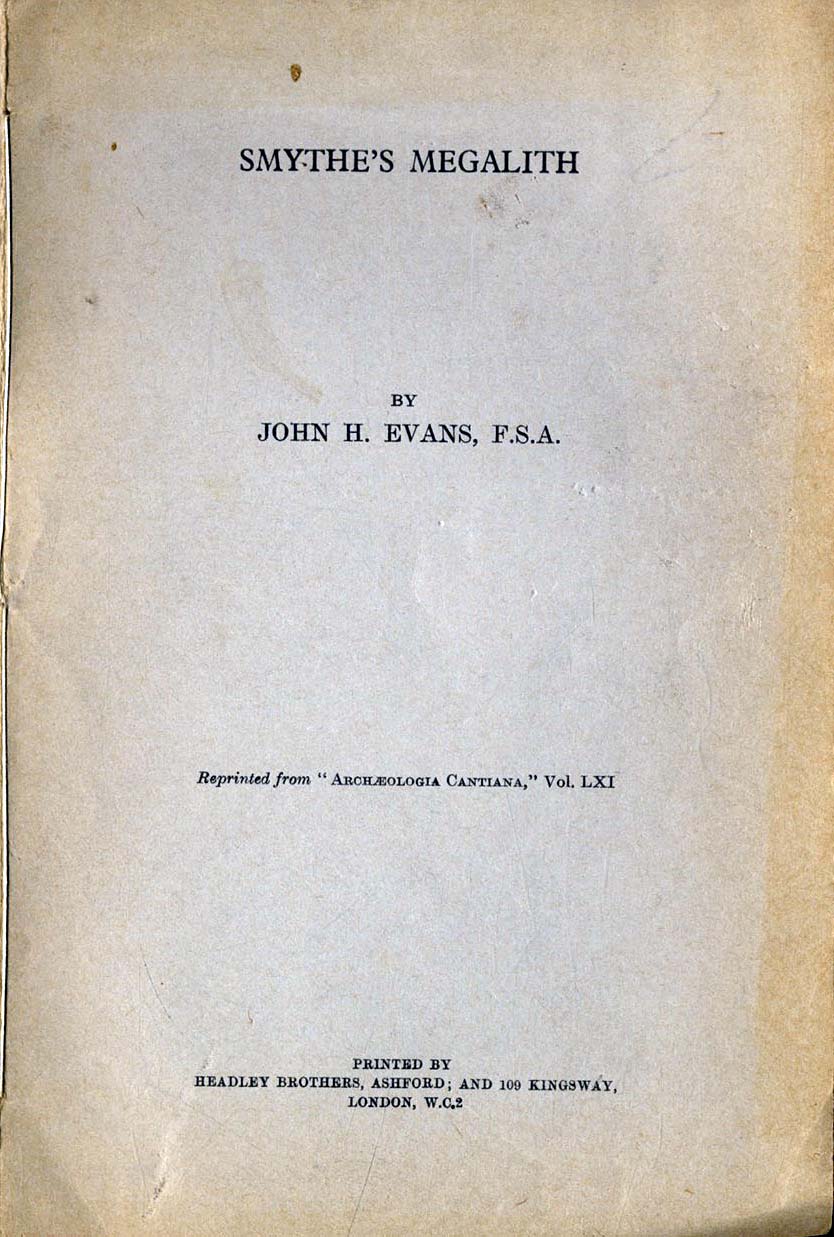 SMYTHE'S MEGALITH
BY
JOHN H. EVANS, F.S.A.
Reprinted from "ARCHÆOLOGIA CANTIANA," Vol. LXI
PRINTED BY
HEADLEY BROTHERS, ASHFORD; AND 109 KINGSWAY,
LONDON, W.C.2